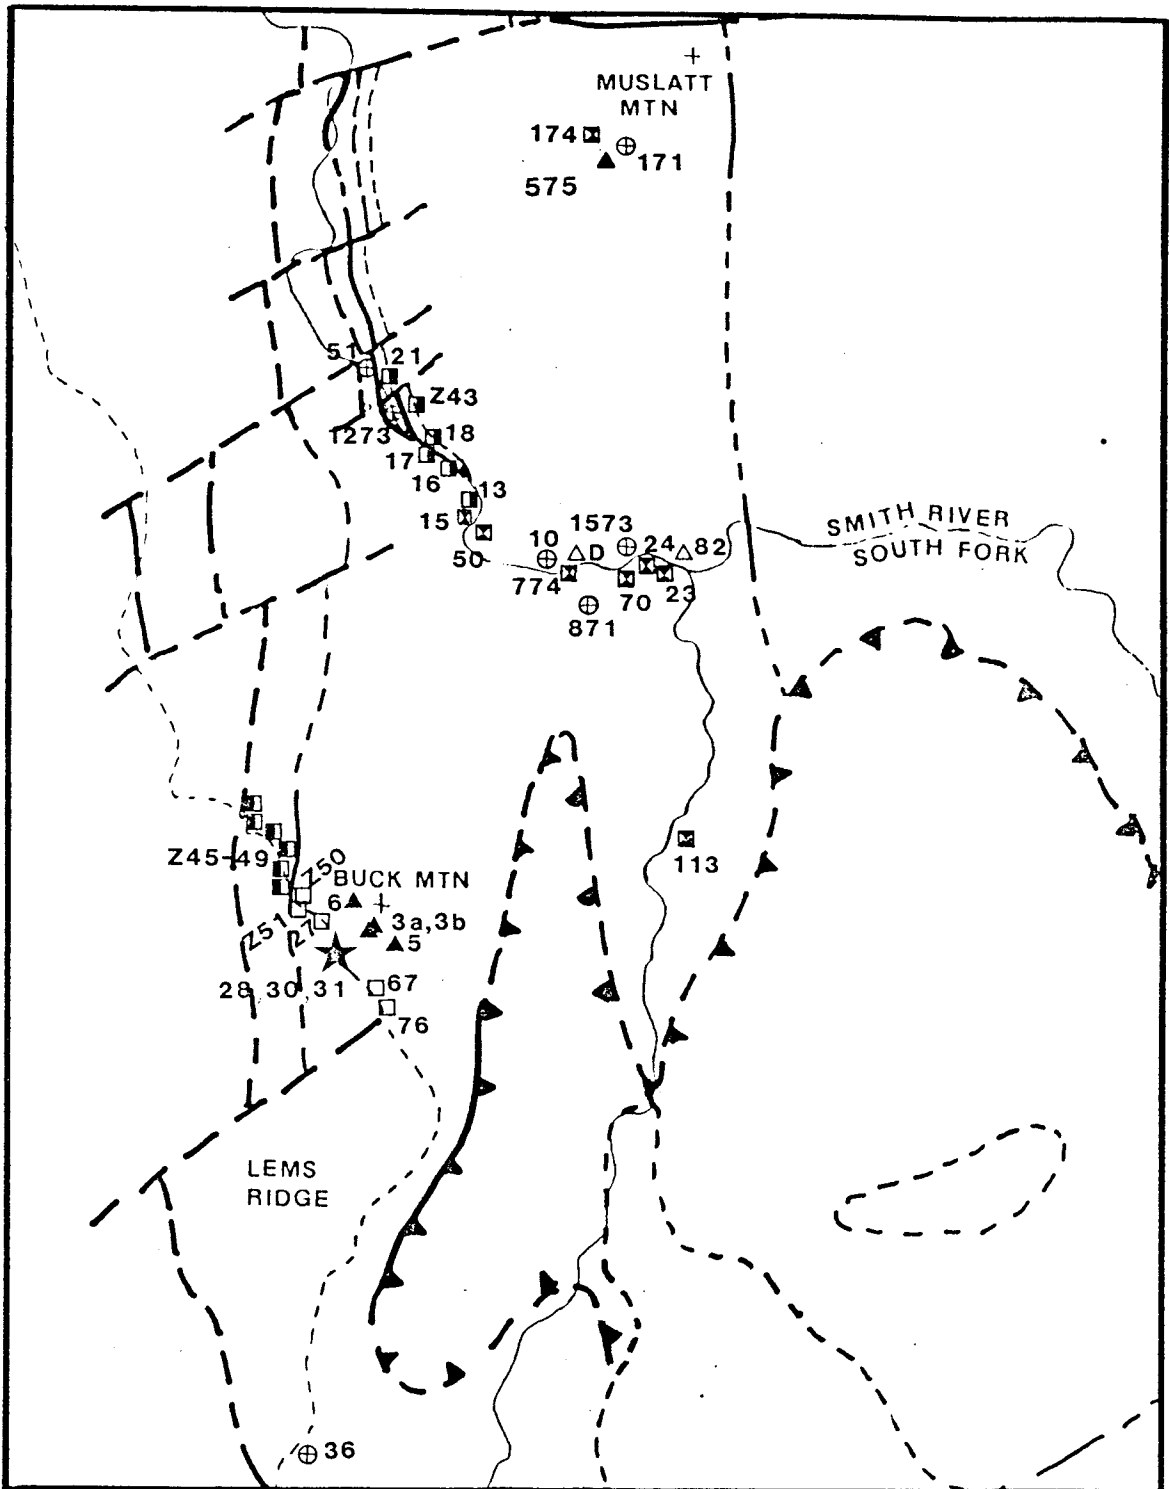 MUSLATT
MTN
174
171
575
51
21
Z43
1273
18
17
16
13
15
50
SMITH RIVER
SOUTH FORK
1573
10
D
24
82
774
70
23
871
113
Z45-49
Z50
BUCK MTN
6
3a,3b
Z51
27
5
28,30,31
67
76
LEMS
RIDGE
36